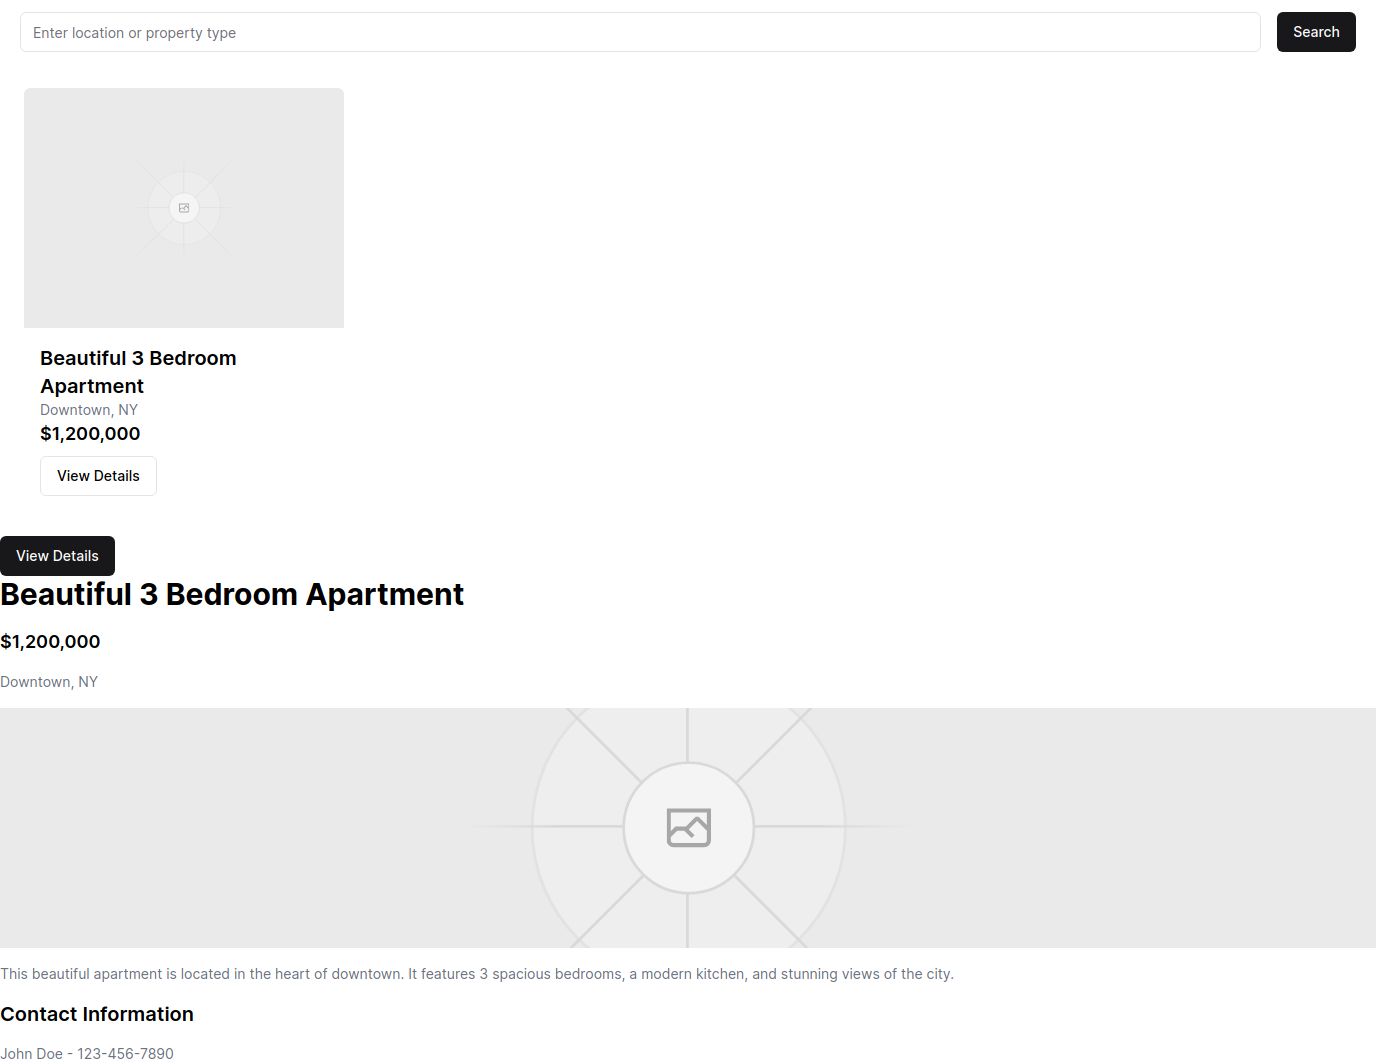 Enter location or property type
Search
Beautiful 3 Bedroom
Apartment
Downtown, NY
$1,200,000
View Details
View Details
Beautiful 3 Bedroom Apartment
$1,200,000
Downtown, NY
This beautiful apartment is located in the heart of downtown. It features 3 spacious bedrooms, a modern kitchen, and stunning views of the city.
Contact Information
John Doe - 123-456-7890